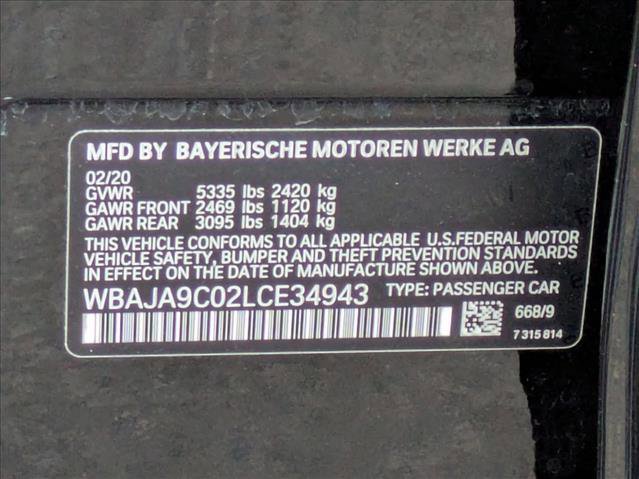 MFD BY BAYERISCHE MOTOREN WERKE AG
02/20
GVWR 5335 lbs 2420 kg
GAWR FRONT 2469 lbs 1120 kg
GAWR REAR 3095 lbs 1404 kg
THIS VEHICLE CONFORMS TO ALL APPLICABLE U.S.FEDERAL MOTOR
VEHICLE SAFETY, BUMPER AND THEFT PREVENTION STANDARDS
IN EFFECT ON THE DATE OF MANUFACTURE SHOWN ABOVE.
WBAJA9C02LCE34943 TYPE: PASSENGER CAR
668/9
7 315 814